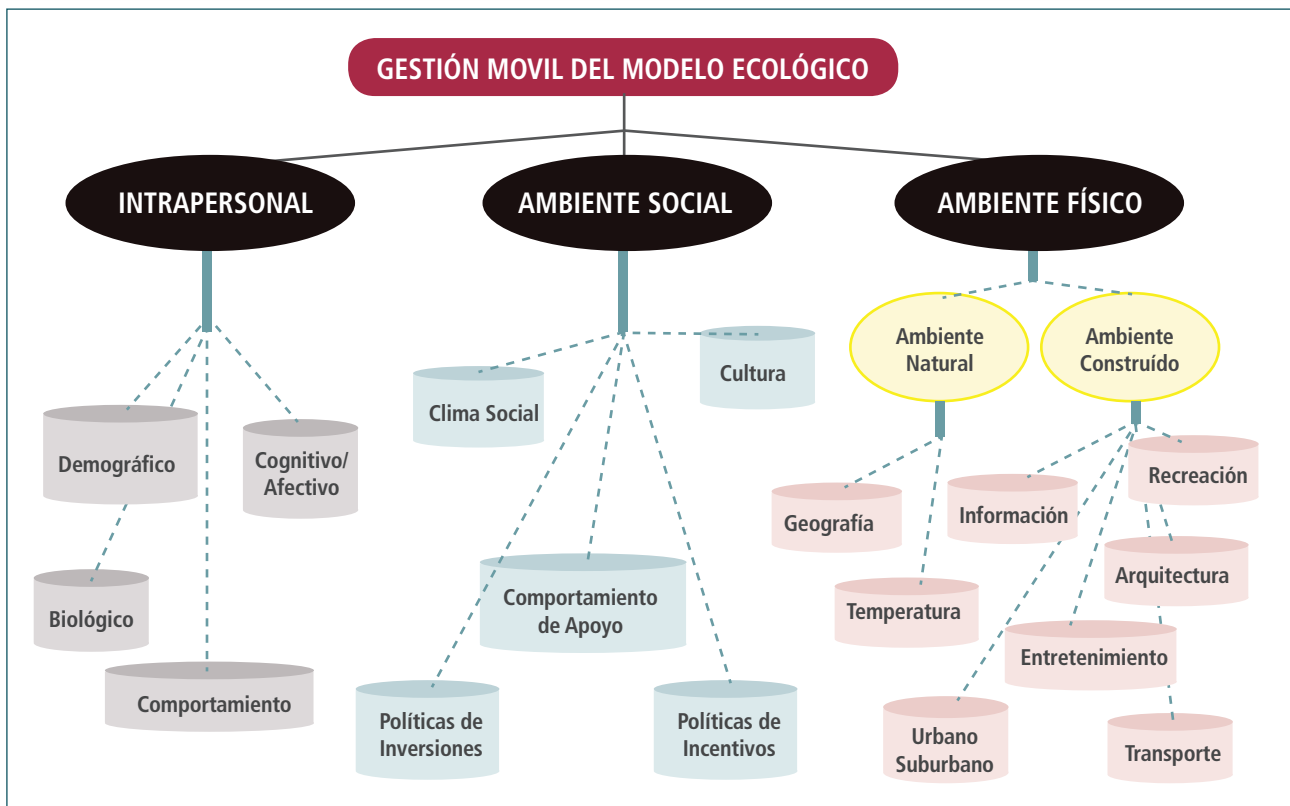 GESTIÓN MOVIL DEL MODELO ECOLÓGICO
INTRAPERSONAL
AMBIENTE SOCIAL
AMBIENTE FÍSICO
Demográfico
Cognitivo/
Afectivo
Biológico
Comportamiento
Clima Social
Cultura
Comportamiento
de Apoyo
Políticas de
Inversiones
Políticas de
Incentivos
Ambiente
Natural
Ambiente
Construído
Geografía
Temperatura
Información
Recreación
Arquitectura
Entretenimiento
Urbano
Suburbano
Transporte